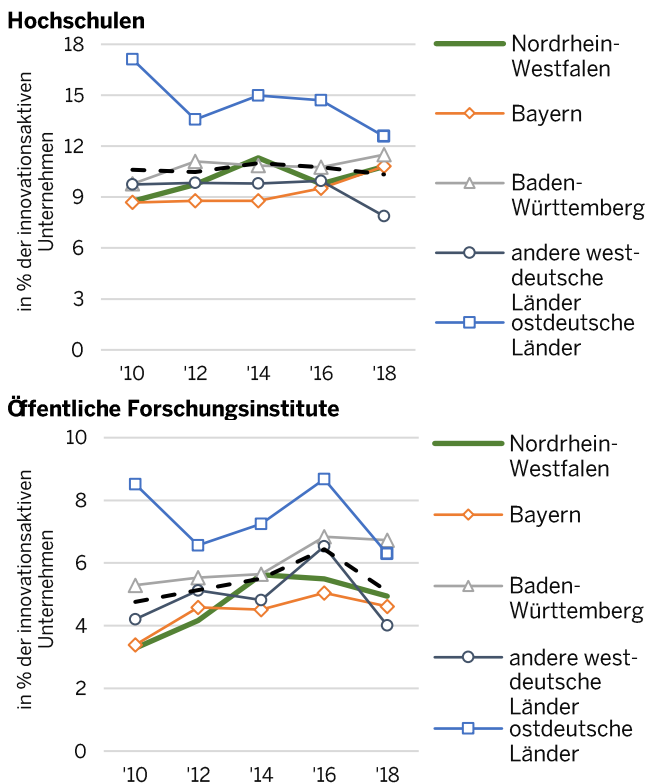 Hochschulen
in % der innovationsaktiven
Unternehmen
18
15
12
9
6
3
0
'10 '12 '14 '16 '18
Nordrhein-
Westfalen
Bayern
Baden-
Württemberg
andere west-
deutsche
Länder
ostdeutsche
Länder
Öffentliche Forschungsinstitute
in % der innovationsaktiven
Unternehmen
10
8
6
4
2
0
'10 '12 '14 '16 '18
Nordrhein-
Westfalen
Bayern
Baden-
Württemberg
andere west-
deutsche
Länder
ostdeutsche
Länder